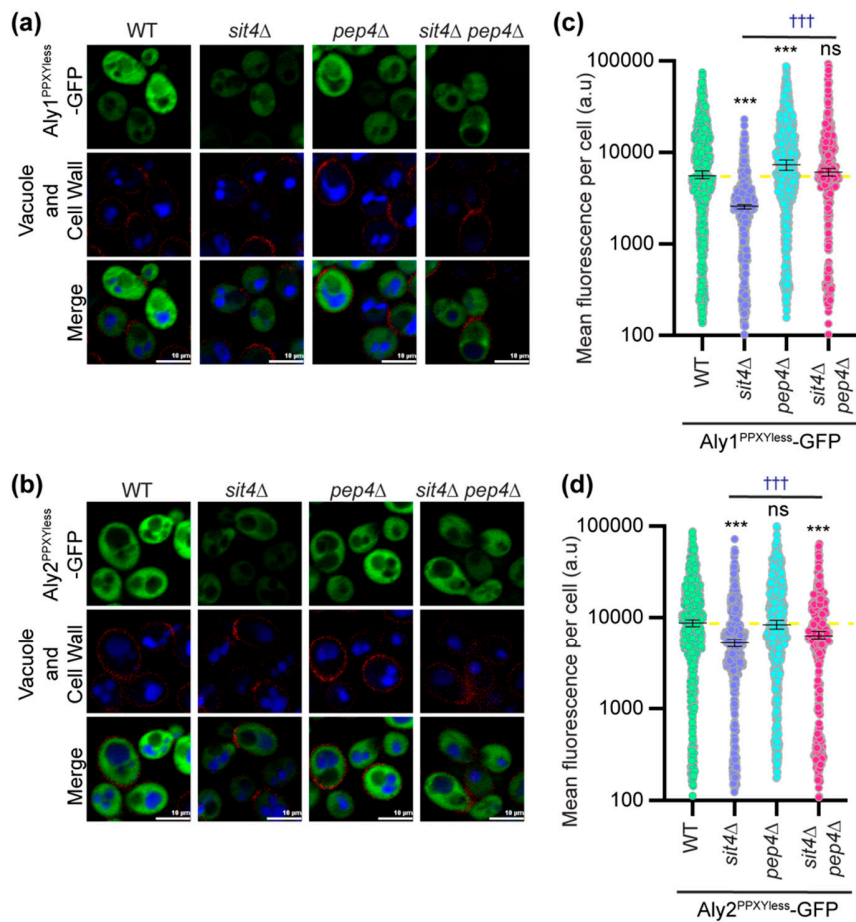 (a)
WT
sit4Δ
pep4Δ
sit4Δ pep4Δ
Aly1PPXYless
-GFP
Vacuole
and
Cell Wall
Merge
10 μm
10 μm
10 μm
10 μm
(c)
†††
***
***
ns
Mean fluorescence per cell (a.u)
100000
10000
1000
100
WT
sit4Δ
pep4Δ
sit4Δ
pep4Δ
Aly1PPXYless-GFP
(b)
WT
sit4Δ
pep4Δ
sit4Δ pep4Δ
Aly2PPXYless
-GFP
Vacuole
and
Cell Wall
Merge
10 μm
10 μm
10 μm
10 μm
(d)
†††
***
ns
***
Mean fluorescence per cell (a.u)
100000
10000
1000
100
WT
sit4Δ
pep4Δ
sit4Δ
pep4Δ
Aly2PPXYless-GFP